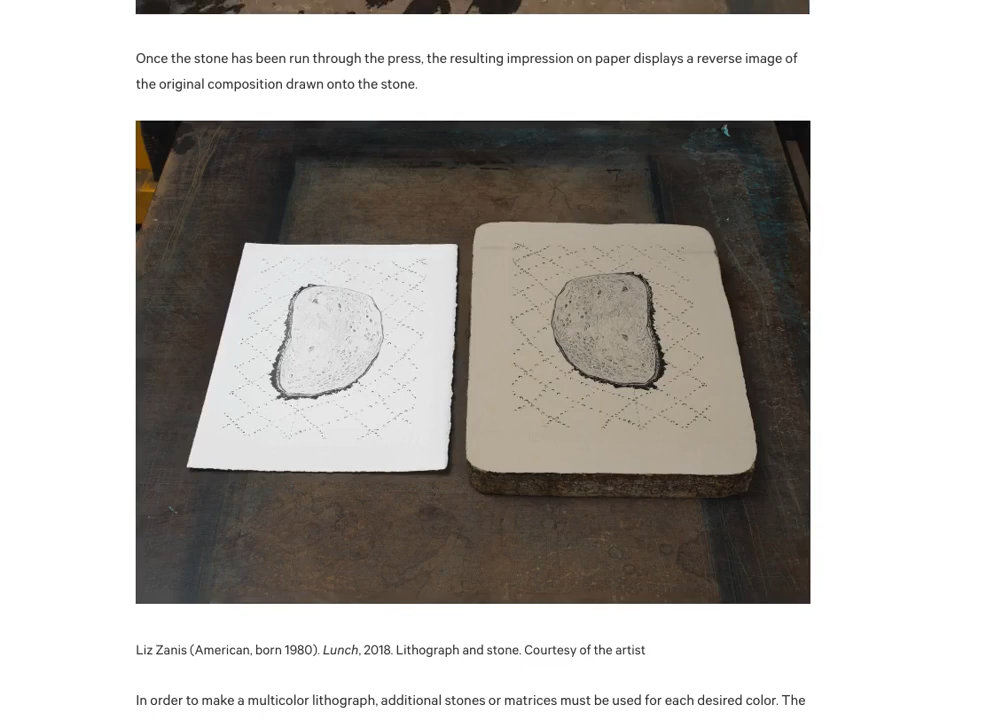 Once the stone has been run through the press, the resulting impression on paper displays a reverse image of
the original composition drawn onto the stone.
Liz Zanis (American, born 1980). Lunch, 2018. Lithograph and stone. Courtesy of the artist
In order to make a multicolor lithograph, additional stones or matrices must be used for each desired color. The